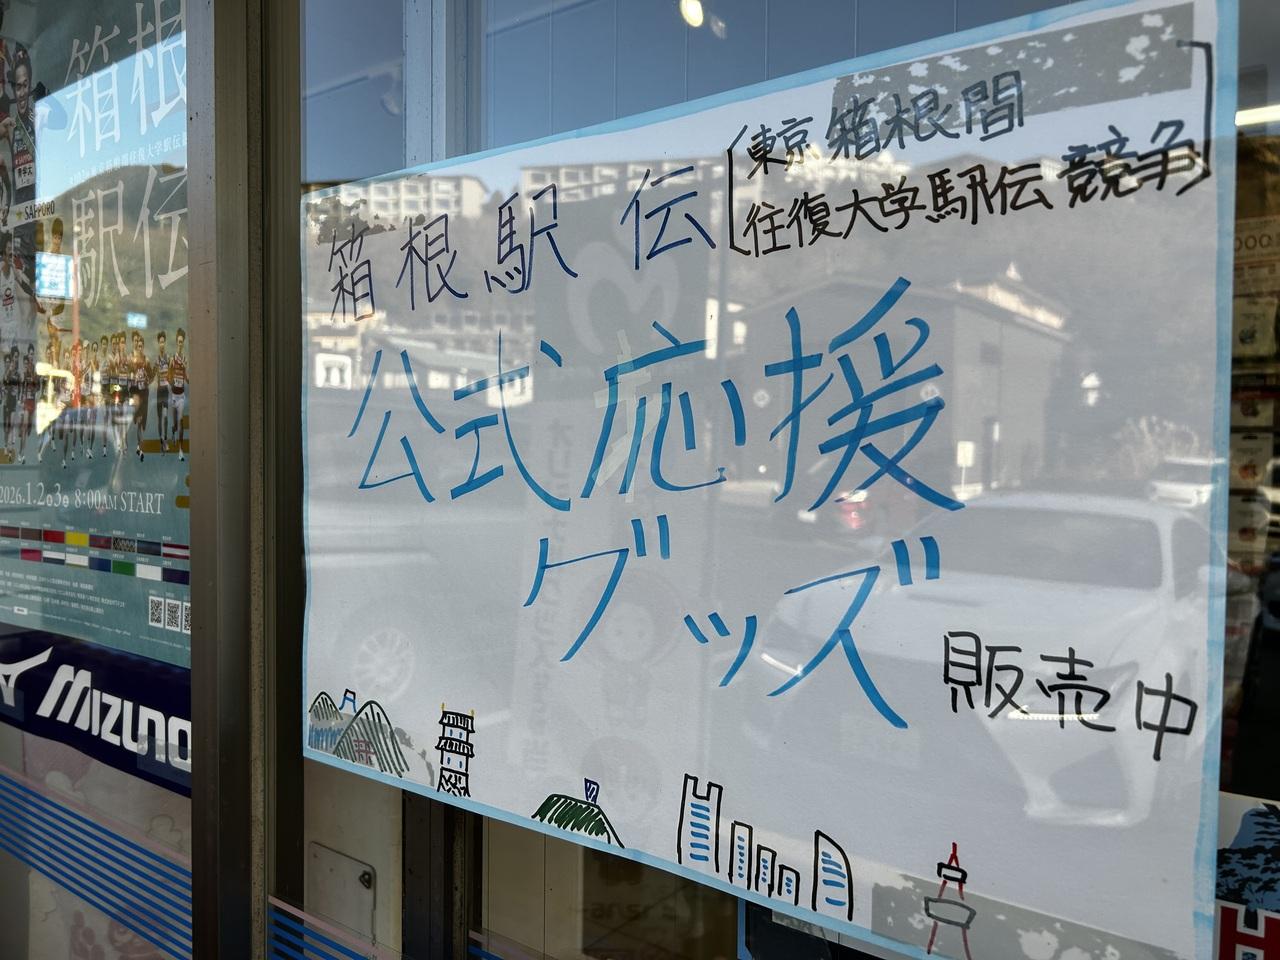 箱根
駅伝
SAPPORO
2026.1.2&3 8:00AM START
MIZUNO
箱根駅伝
東京箱根間
往復大学駅伝競争
公式応援
グッズ
販売中